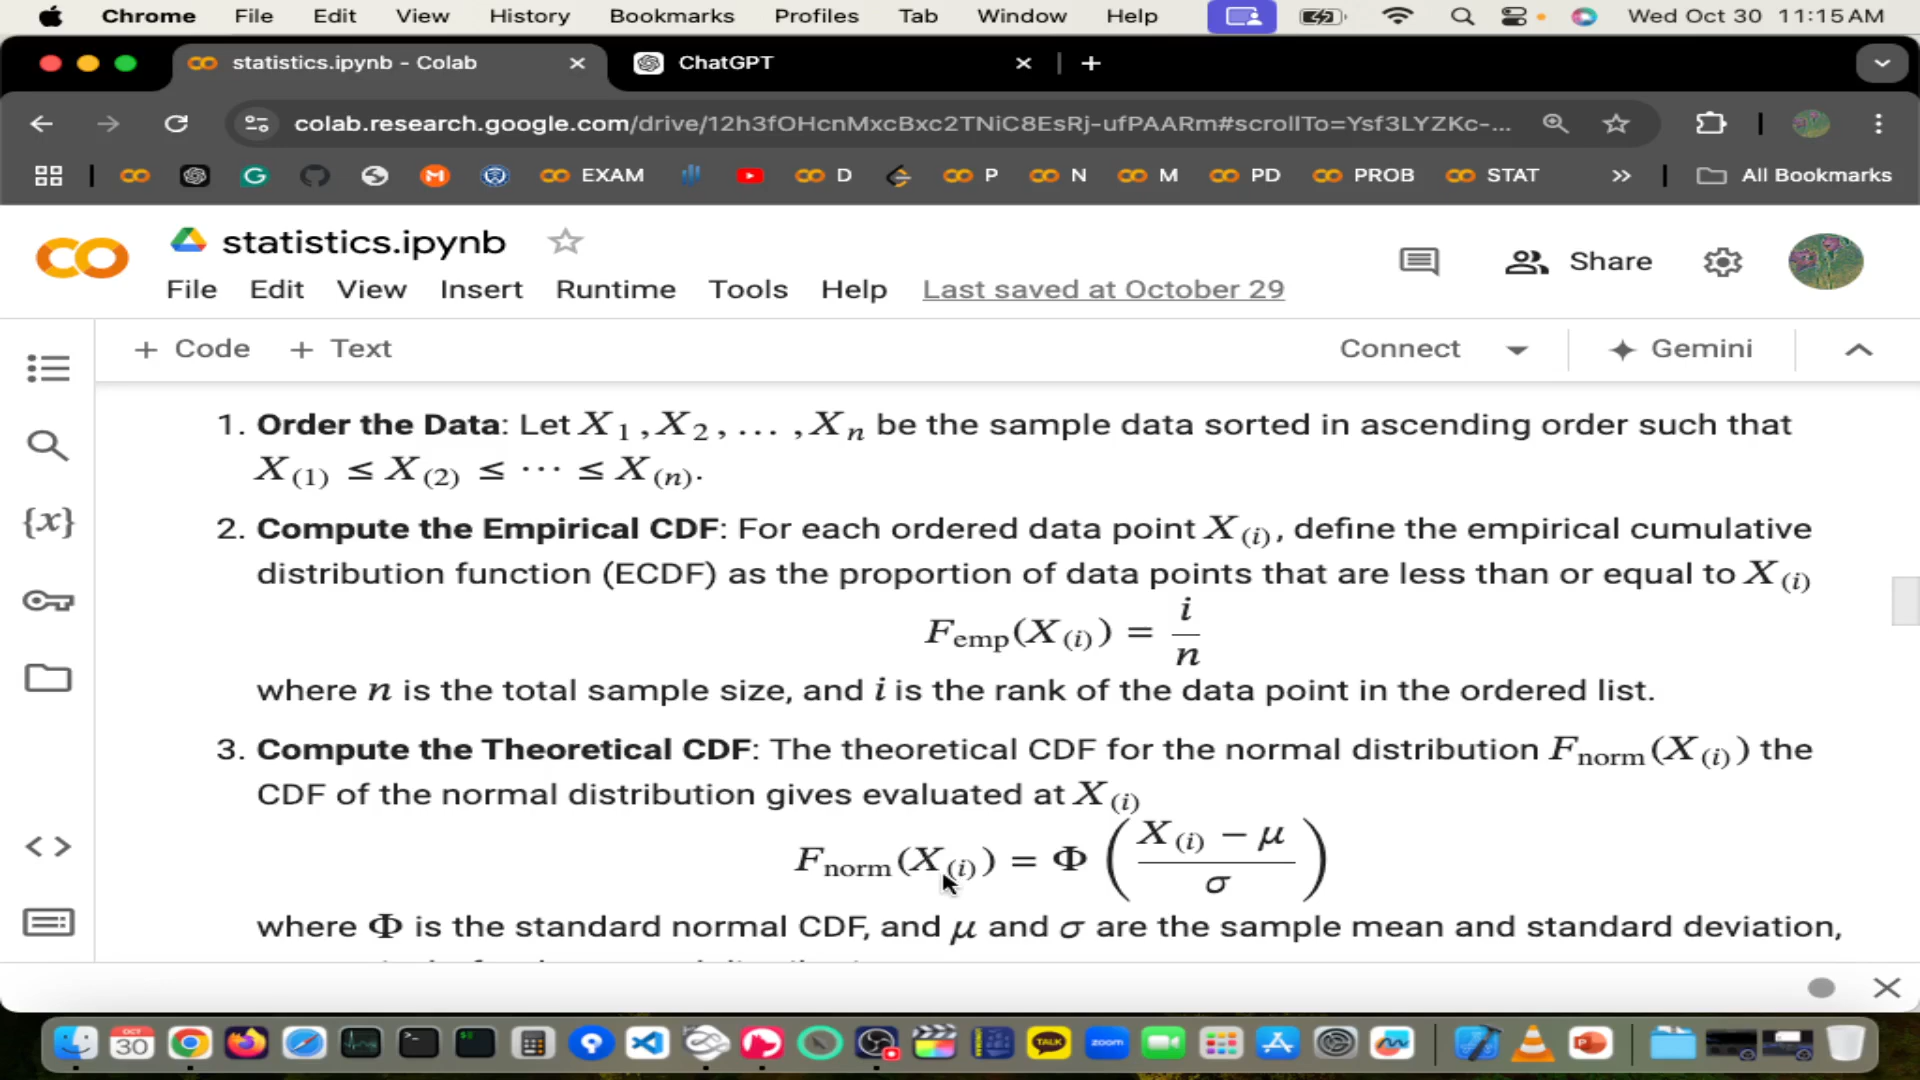 Chrome File Edit View History Bookmarks Profiles Tab Window Help Wed Oct 30 11:15 AM
statistics.ipynb - Colab ChatGPT
colab.research.google.com/drive/12h3fOHcnMxcBxc2TNiC8EsRj-ufPAARm#scrollTo=Ysf3LYZKc-...
EXAM D P N M PD PROB STAT » All Bookmarks
statistics.ipynb
Share
File Edit View Insert Runtime Tools Help Last saved at October 29
+ Code + Text Connect Gemini
1. Order the Data: Let X₁, X₂, … , Xₙ be the sample data sorted in ascending order such that
X₍₁₎ ≤ X₍₂₎ ≤ ⋯ ≤ X₍ₙ₎.
2. Compute the Empirical CDF: For each ordered data point X₍ᵢ₎, define the empirical cumulative
distribution function (ECDF) as the proportion of data points that are less than or equal to X₍ᵢ₎
F_emp(X₍ᵢ₎) = i/n
where n is the total sample size, and i is the rank of the data point in the ordered list.
3. Compute the Theoretical CDF: The theoretical CDF for the normal distribution F_norm(X₍ᵢ₎) the
CDF of the normal distribution gives evaluated at X₍ᵢ₎
F_norm(X₍ᵢ₎) = Φ((X₍ᵢ₎ − μ)/σ)
where Φ is the standard normal CDF, and μ and σ are the sample mean and standard deviation,
OCT
30
TALK
zoom